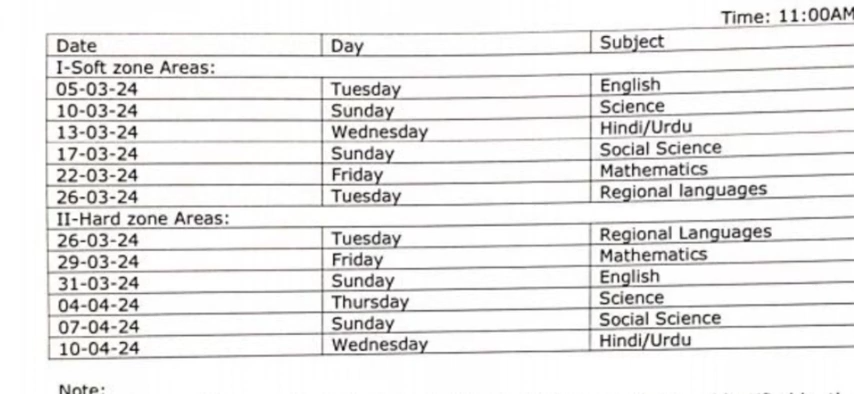 Time: 11:00AM
Date Day Subject
I-Soft zone Areas:
05-03-24 Tuesday English
10-03-24 Sunday Science
13-03-24 Wednesday Hindi/Urdu
17-03-24 Sunday Social Science
22-03-24 Friday Mathematics
26-03-24 Tuesday Regional languages
II-Hard zone Areas:
26-03-24 Tuesday Regional Languages
29-03-24 Friday Mathematics
31-03-24 Sunday English
04-04-24 Thursday Science
07-04-24 Sunday Social Science
10-04-24 Wednesday Hindi/Urdu
Note: